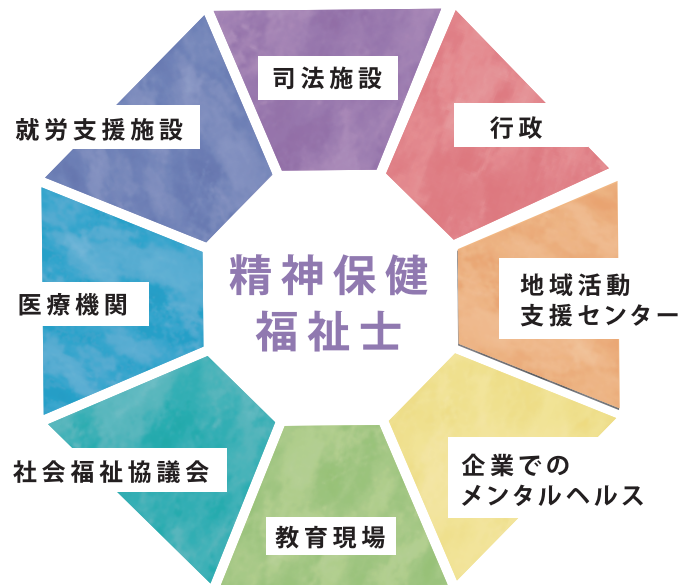 司法施設
就労支援施設
行政
精神保健
福祉士
医療機関
地域活動
支援センター
社会福祉協議会
企業での
メンタルヘルス
教育現場